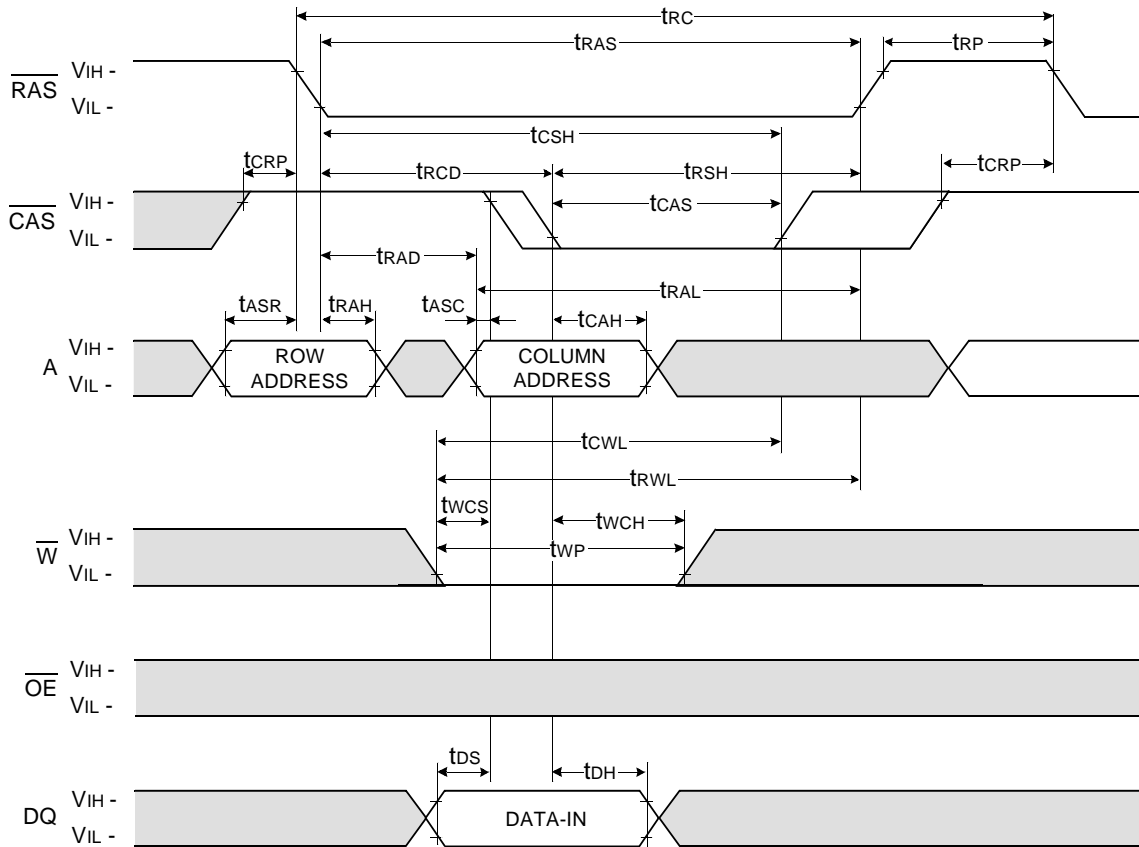 tRC
tRAS
tRP
RAS
VIH -
VIL -
tCSH
tCRP
tRCD
tRSH
tCRP
CAS
VIH -
VIL -
tCAS
tRAD
tRAL
tASR
tRAH
tASC
tCAH
A
VIH -
VIL -
ROW
ADDRESS
COLUMN
ADDRESS
tCWL
tRWL
tWCS
tWCH
W
VIH -
VIL -
tWP
OE
VIH -
VIL -
tDS
tDH
DQ
VIH -
VIL -
DATA-IN